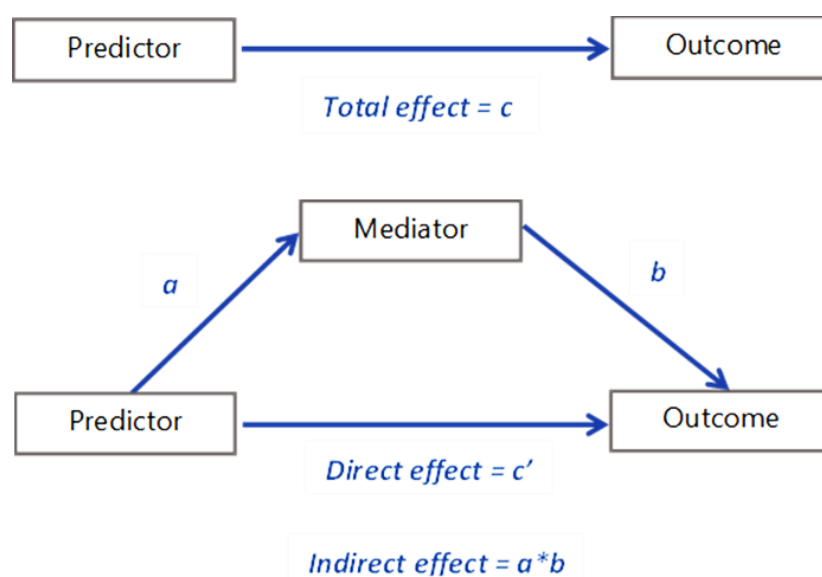 Predictor
Outcome
Total effect = c
Mediator
a
b
Predictor
Outcome
Direct effect = c’
Indirect effect = a*b